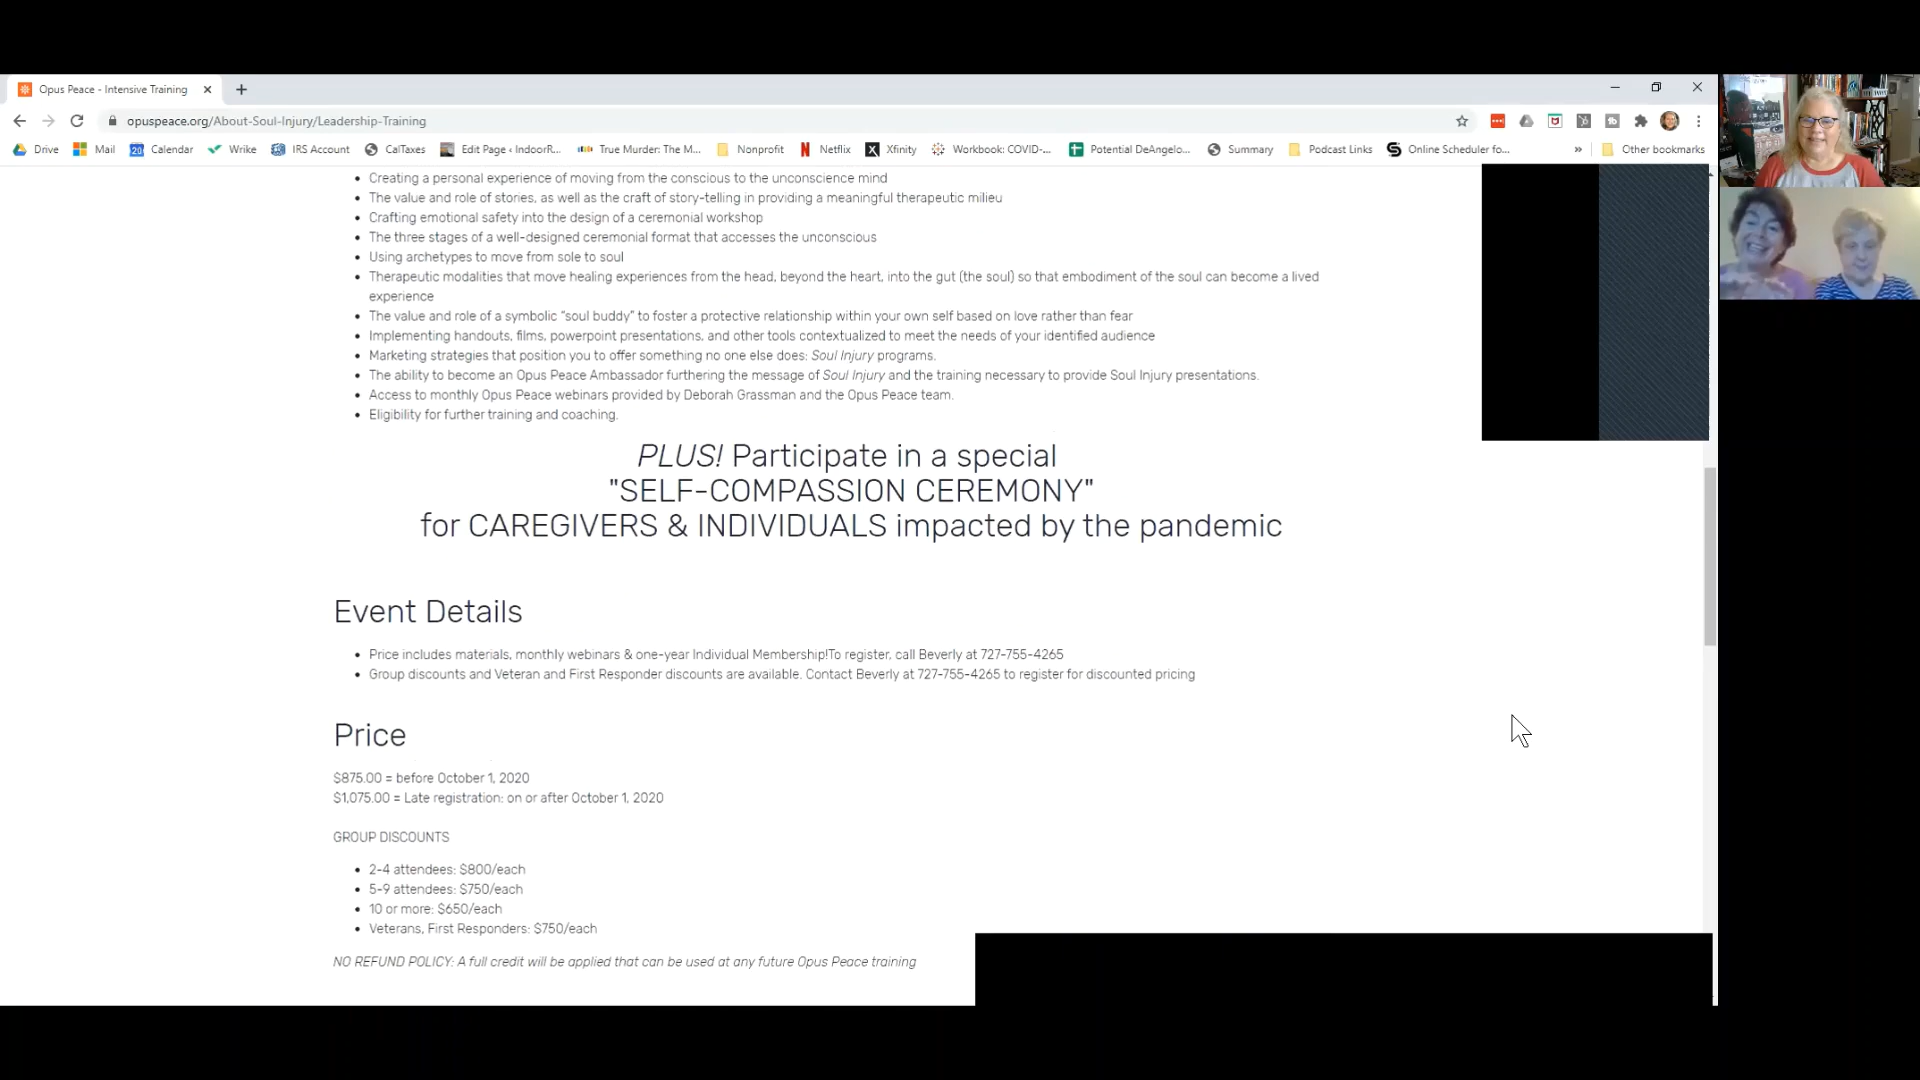 Opus Peace - Intensive Training
opuspeace.org/About-Soul-Injury/Leadership-Training
Drive Mail Calendar Wrike IRS Account CalTaxes Edit Page ‹ IndoorR... True Murder: The M... Nonprofit Netflix Xfinity Workbook: COVID-... Potential DeAngelo... Summary Podcast Links Online Scheduler fo... » Other bookmarks
• Creating a personal experience of moving from the conscious to the unconscience mind
• The value and role of stories, as well as the craft of story-telling in providing a meaningful therapeutic milieu
• Crafting emotional safety into the design of a ceremonial workshop
• The three stages of a well-designed ceremonial format that accesses the unconscious
• Using archetypes to move from sole to soul
• Therapeutic modalities that move healing experiences from the head, beyond the heart, into the gut (the soul) so that embodiment of the soul can become a lived
experience
• The value and role of a symbolic “soul buddy” to foster a protective relationship within your own self based on love rather than fear
• Implementing handouts, films, powerpoint presentations, and other tools contextualized to meet the needs of your identified audience
• Marketing strategies that position you to offer something no one else does: Soul Injury programs.
• The ability to become an Opus Peace Ambassador furthering the message of Soul Injury and the training necessary to provide Soul Injury presentations.
• Access to monthly Opus Peace webinars provided by Deborah Grassman and the Opus Peace team.
• Eligibility for further training and coaching.
PLUS! Participate in a special
"SELF-COMPASSION CEREMONY"
for CAREGIVERS & INDIVIDUALS impacted by the pandemic
Event Details
• Price includes materials, monthly webinars & one-year Individual Membership!To register, call Beverly at 727-755-4265
• Group discounts and Veteran and First Responder discounts are available. Contact Beverly at 727-755-4265 to register for discounted pricing
Price
$875.00 = before October 1, 2020
$1,075.00 = Late registration: on or after October 1, 2020
GROUP DISCOUNTS
• 2-4 attendees: $800/each
• 5-9 attendees: $750/each
• 10 or more: $650/each
• Veterans, First Responders: $750/each
NO REFUND POLICY: A full credit will be applied that can be used at any future Opus Peace training